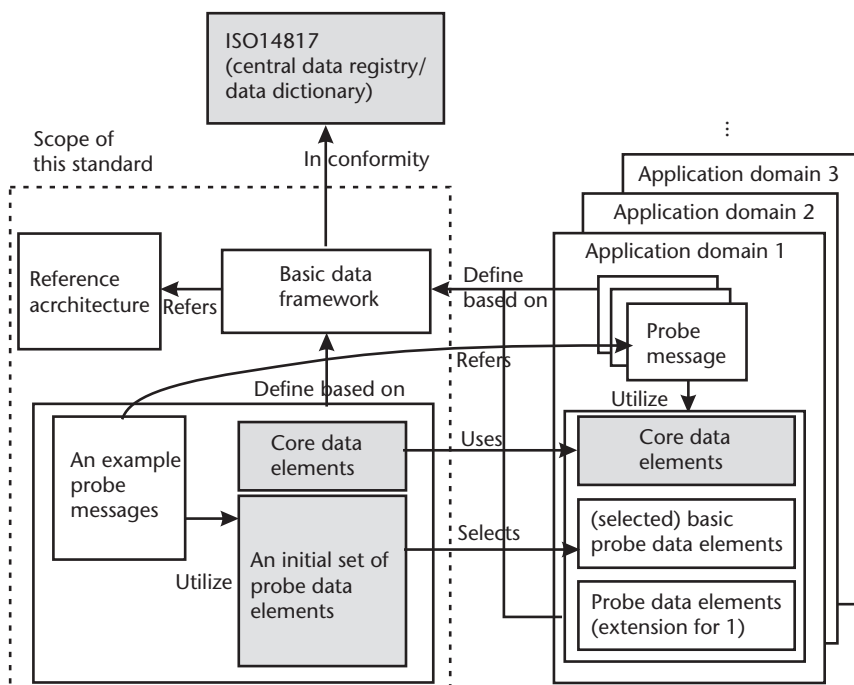 ISO14817
(central data registry/
data dictionary)
Scope of
this standard
In conformity
⋮
Application domain 3
Application domain 2
Application domain 1
Reference
acrchitecture
Refers
Basic data
framework
Define
based on
Probe
message
Refers
Define based on
Utilize
An example
probe
messages
Core data
elements
Uses
Core data
elements
Utilize
An initial set of
probe data
elements
Selects
(selected) basic
probe data elements
Probe data elements
(extension for 1)